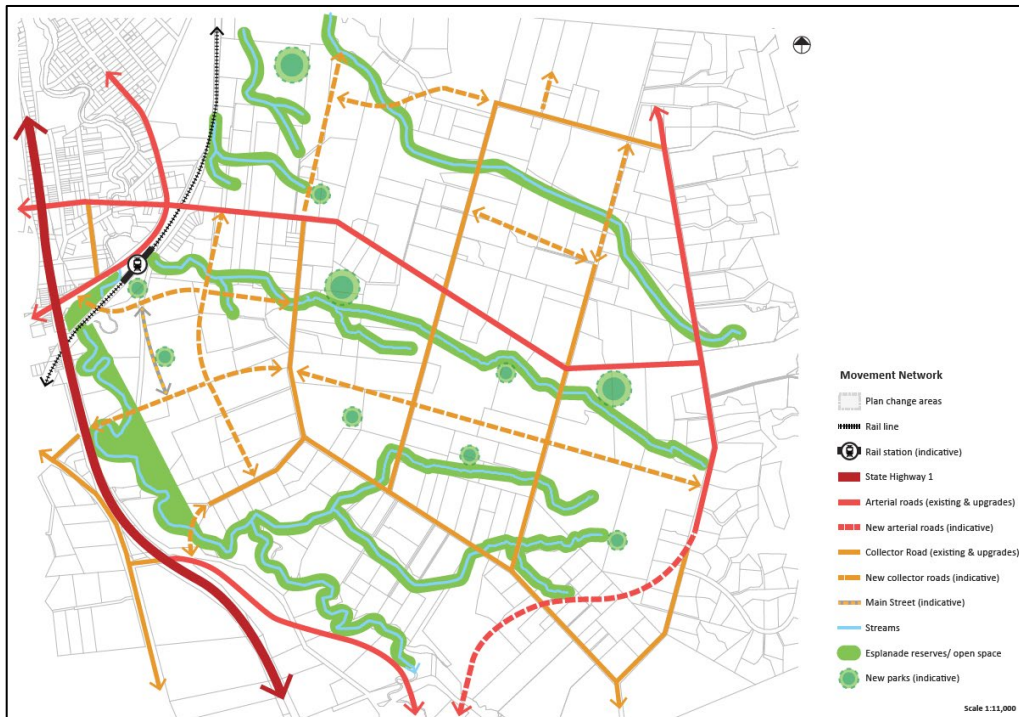 Movement Network
Plan change areas
Rail line
Rail station (indicative)
State Highway 1
Arterial roads (existing & upgrades)
New arterial roads (indicative)
Collector Road (existing & upgrades)
New collector roads (indicative)
Main Street (indicative)
Streams
Esplanade reserves/ open space
New parks (indicative)
Scale 1:11,000